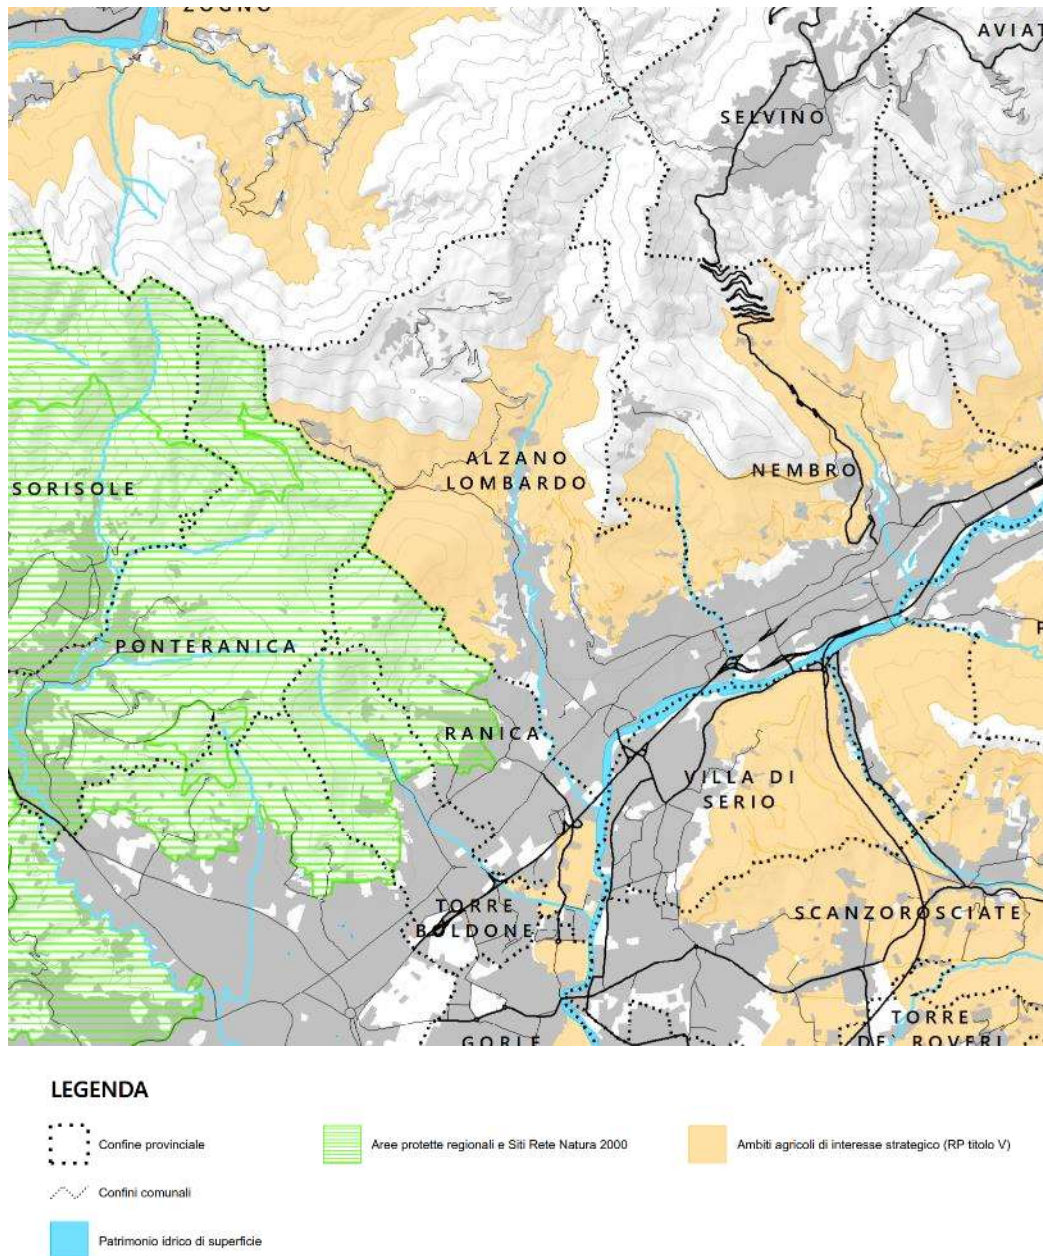 ZOGNO
AVIAT
SELVINO
ALZANO
LOMBARDO
NEMBRO
SORISOLE
PONTERANICA
RANICA
VILLA DI
SERIO
TORRE
BOLDONE
SCANZOROSCIATE
TORRE
DE' ROVERI
GORLE
LEGENDA
Confine provinciale
Aree protette regionali e Siti Rete Natura 2000
Ambiti agricoli di interesse strategico (RP titolo V)
Confini comunali
Patrimonio idrico di superficie